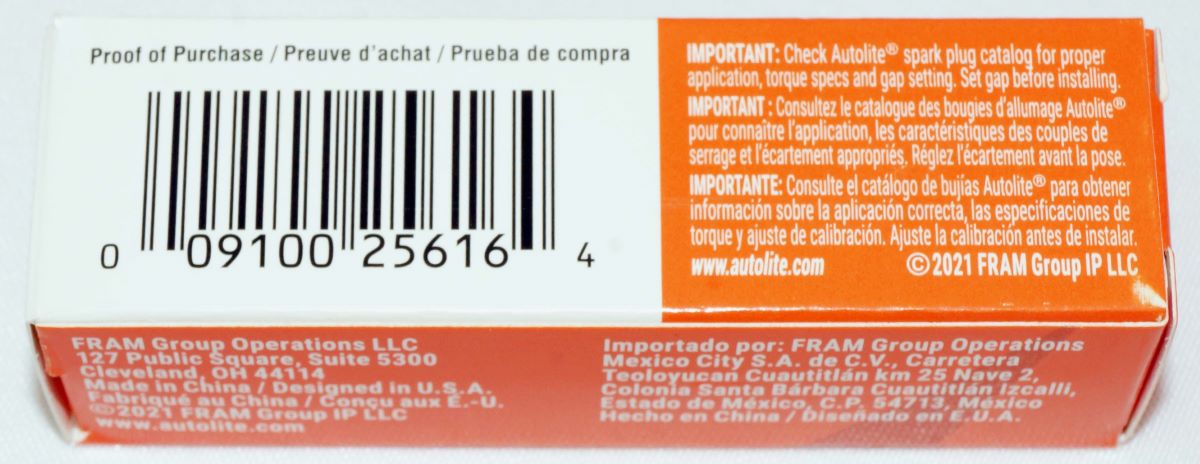 Proof of Purchase / Preuve d'achat / Prueba de compra
0 09100 25616 4
IMPORTANT: Check Autolite® spark plug catalog for proper
application, torque specs and gap setting. Set gap before installing.
IMPORTANT : Consultez le catalogue des bougies d'allumage Autolite®
pour connaître l'application, les caractéristiques des couples de
serrage et l'écartement appropriés. Réglez l'écartement avant la pose.
IMPORTANTE: Consulte el catálogo de bujías Autolite® para obtener
información sobre la aplicación correcta, las especificaciones de
torque y ajuste de calibración. Ajuste la calibración antes de instalar.
www.autolite.com ©2021 FRAM Group IP LLC
FRAM Group Operations LLC
127 Public Square, Suite 5300
Cleveland, OH 44114
Made in China / Designed in U.S.A.
Fabriqué au Chine / Conçu aux É.-U.
©2021 FRAM Group IP LLC
www.autolite.com
Importado por: FRAM Group Operations
Mexico City S.A. de C.V., Carretera
Teoloyucan Cuautitlán km 25 Nave 2,
Colonia Santa Bárbara Cuautitlán Izcalli,
Estado de México, C.P. 54713, México
Hecho en China / Diseñado en E.U.A.